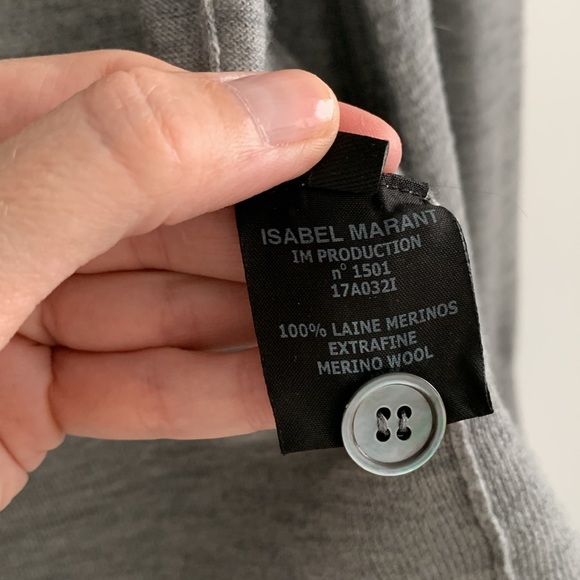 ISABEL MARANT
IM PRODUCTION
n° 1501
17A032I
100% LAINE MERINOS
EXTRAFINE
MERINO WOOL